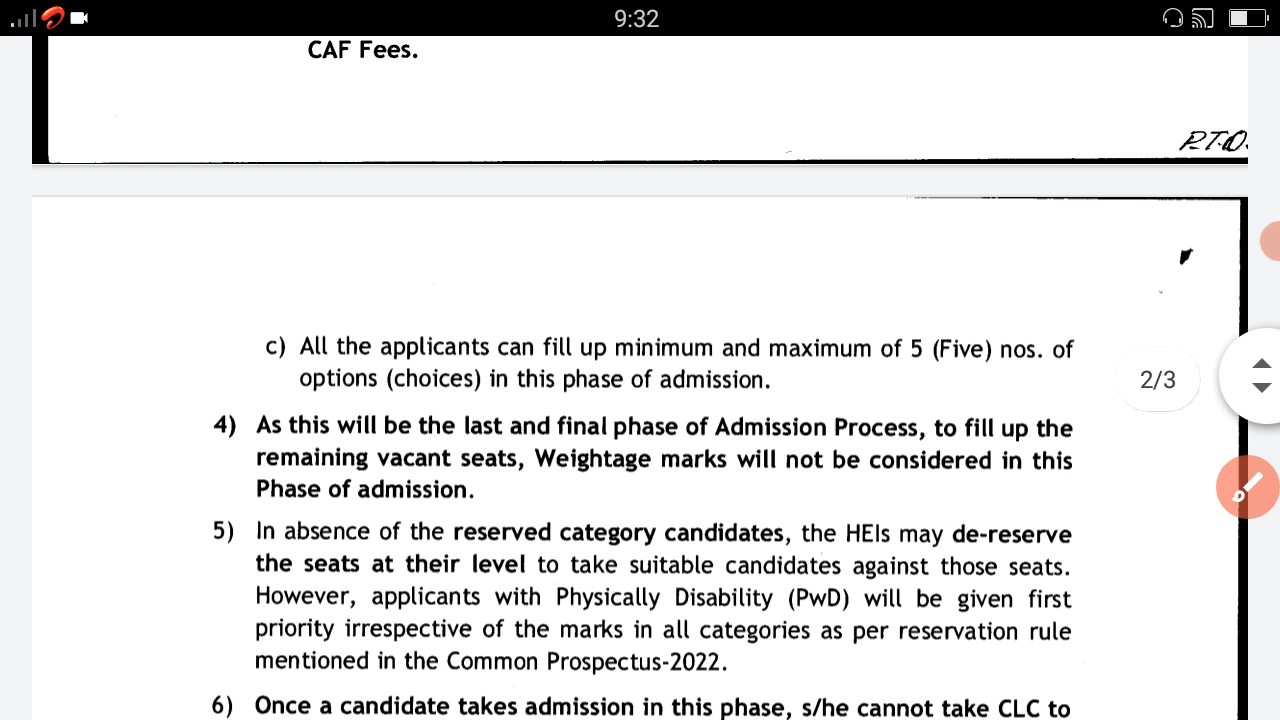 9:32
CAF Fees.
P.T.O.
c) All the applicants can fill up minimum and maximum of 5 (Five) nos. of
options (choices) in this phase of admission.
2/3
4) As this will be the last and final phase of Admission Process, to fill up the
remaining vacant seats, Weightage marks will not be considered in this
Phase of admission.
5) In absence of the reserved category candidates, the HEIs may de-reserve
the seats at their level to take suitable candidates against those seats.
However, applicants with Physically Disability (PwD) will be given first
priority irrespective of the marks in all categories as per reservation rule
mentioned in the Common Prospectus-2022.
6) Once a candidate takes admission in this phase, s/he cannot take CLC to